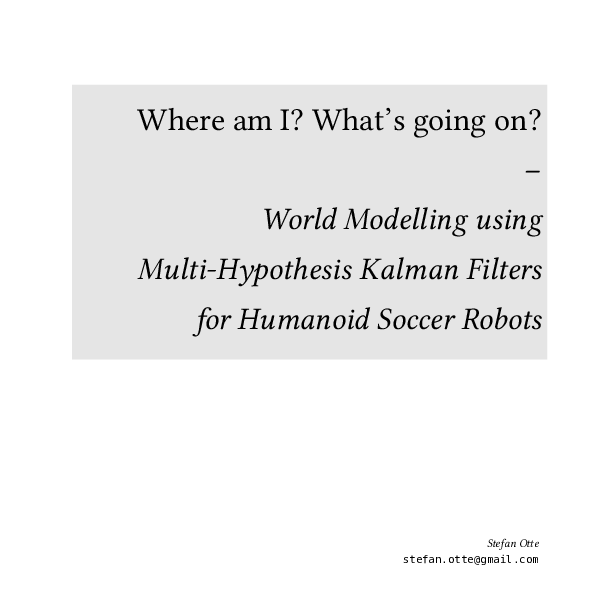 Where am I? What’s going on?
–
World Modelling using
Multi-Hypothesis Kalman Filters
for Humanoid Soccer Robots
Stefan Otte
stefan.otte@gmail.com